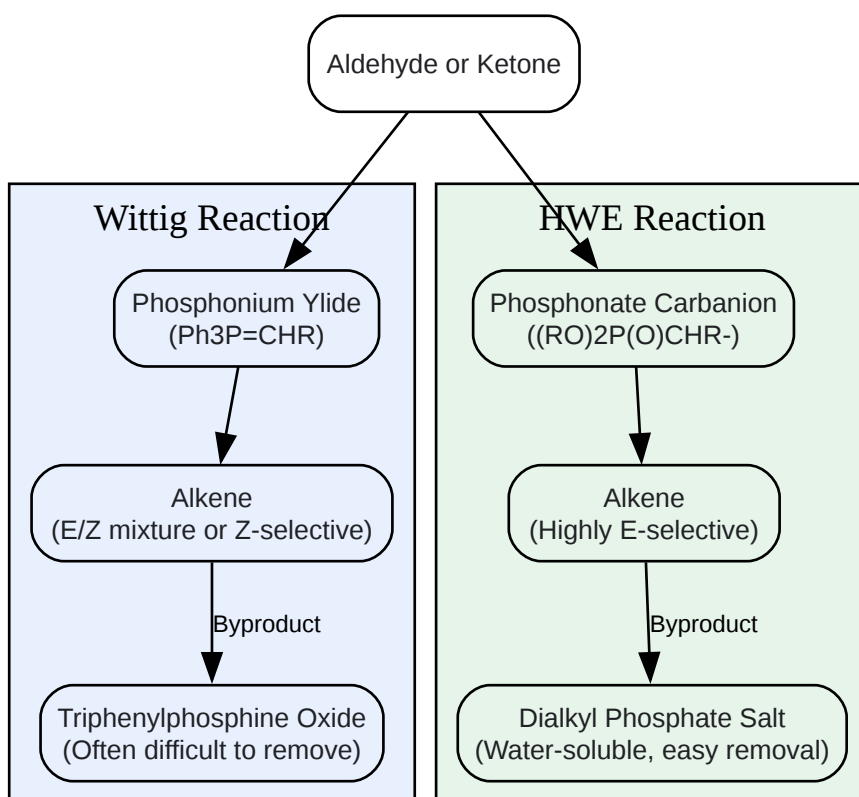 Aldehyde or Ketone
Wittig Reaction
HWE Reaction
Phosphonium Ylide
(Ph3P=CHR)
Phosphonate Carbanion
((RO)2P(O)CHR-)
Alkene
(E/Z mixture or Z-selective)
Alkene
(Highly E-selective)
Byproduct
Byproduct
Triphenylphosphine Oxide
(Often difficult to remove)
Dialkyl Phosphate Salt
(Water-soluble, easy removal)